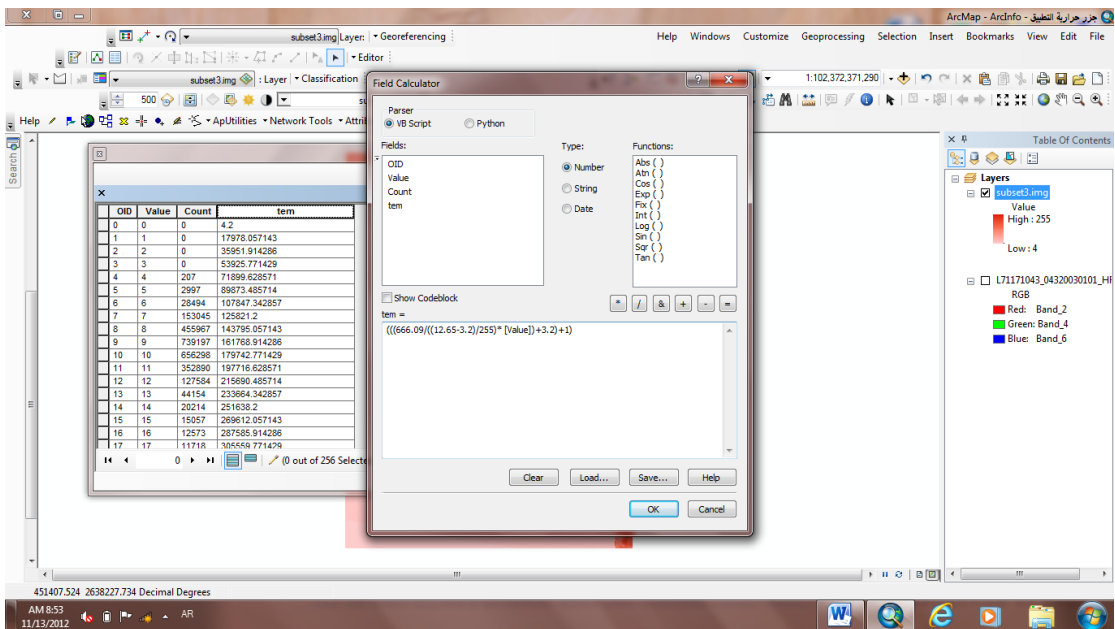 جزر حرارية التطبيق - ArcMap - ArcInfo
File Edit View Bookmarks Insert Selection Geoprocessing Customize Windows Help
Georeferencing Layer: subset3.img
Editor
Classification Layer : subset3.img
1:102,372,371,290
500
ApUtilities Network Tools
Help
Search
OID Value Count tem
0 0 0 4.2
1 1 0 17978.057143
2 2 0 35951.914286
3 3 0 53925.771429
4 4 207 71899.628571
5 5 2997 89873.485714
6 6 28494 107847.342857
7 7 153045 125821.2
8 8 455967 143795.057143
9 9 739197 161768.914286
10 10 656298 179742.771429
11 11 352890 197716.628571
12 12 127584 215690.485714
13 13 44154 233664.342857
14 14 20214 251638.2
15 15 15057 269612.057143
16 16 12573 287585.914286
17 17 11718 305559.771429
0 (0 out of 256 Selecte
Field Calculator
Parser
VB Script Python
Fields: Type: Functions:
OID
Value
Count
tem
Number
String
Date
Abs ( )
Atn ( )
Cos ( )
Exp ( )
Fix ( )
Int ( )
Log ( )
Sin ( )
Sqr ( )
Tan ( )
Show Codeblock
* / & + - =
tem =
(((666.09/((12.65-3.2)/255)* [Value])+3.2)+1)
Clear Load... Save... Help
OK Cancel
Table Of Contents
Layers
subset3.img
Value
High : 255
Low : 4
L71171043_04320030101_HF
RGB
Red: Band_2
Green: Band_4
Blue: Band_6
451407.524 2638227.734 Decimal Degrees
AM 8:53
11/13/2012
AR